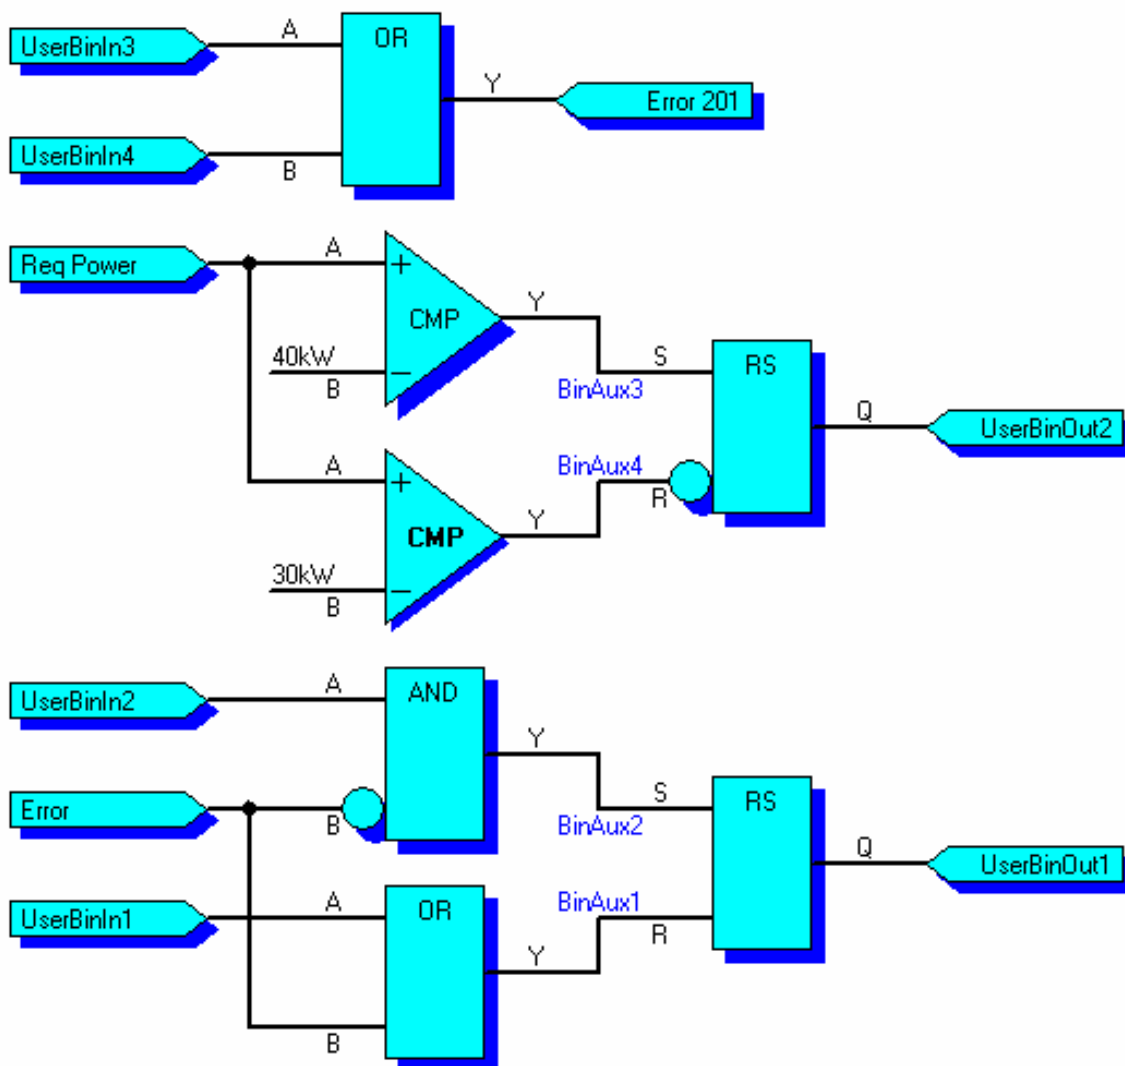 A
OR
UserBinIn3
Y
Error 201
UserBinIn4
B
A
Req Power
+
Y
CMP
40kW
S
RS
B
−
BinAux3
Q
UserBinOut2
A
BinAux4
+
R
Y
CMP
30kW
B
−
A
AND
UserBinIn2
Y
S
RS
Error
B
BinAux2
Q
UserBinOut1
A
OR
BinAux1
UserBinIn1
R
Y
B